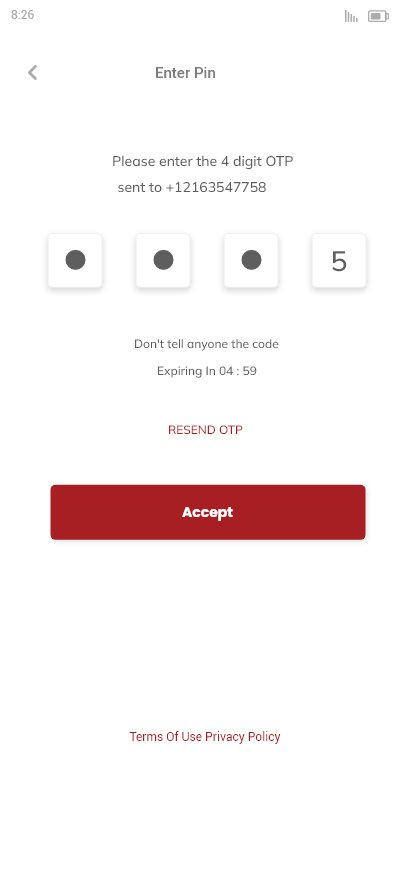 8:26
Enter Pin
Please enter the 4 digit OTP
sent to +12163547758
5
Don't tell anyone the code
Expiring In 04 : 59
RESEND OTP
Accept
Terms Of Use Privacy Policy